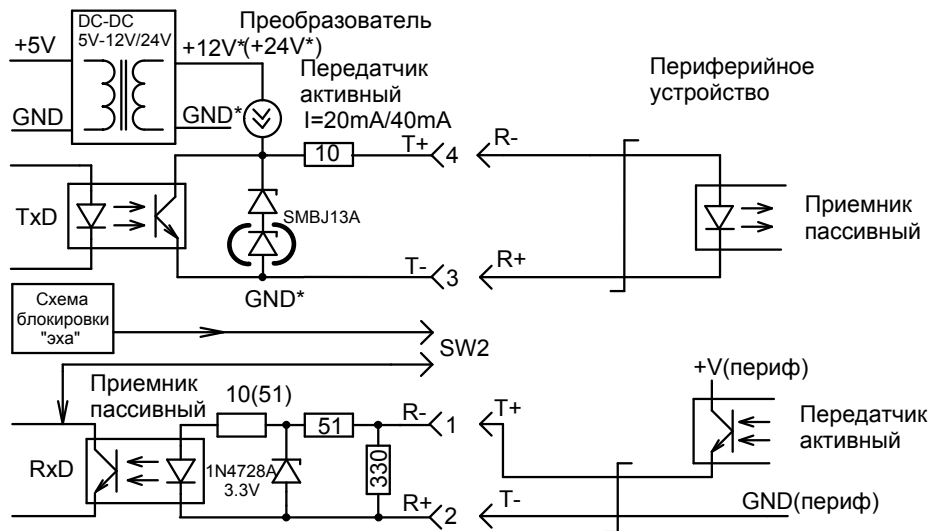 DC-DC
5V-12V/24V
+5V
GND
+12V*
GND*
Преобразователь
(+24V*)
Передатчик
активный
I=20mA/40mA
10
T+
4
R-
Периферийное
устройство
TxD
SMBJ13A
T-
3
R+
GND*
Приемник
пассивный
Схема
блокировки
"эха"
SW2
Приемник
пассивный
10(51)
51
R-
1
T+
+V(периф)
Передатчик
активный
RxD
1N4728A
3.3V
330
R+
2
T-
GND(периф)